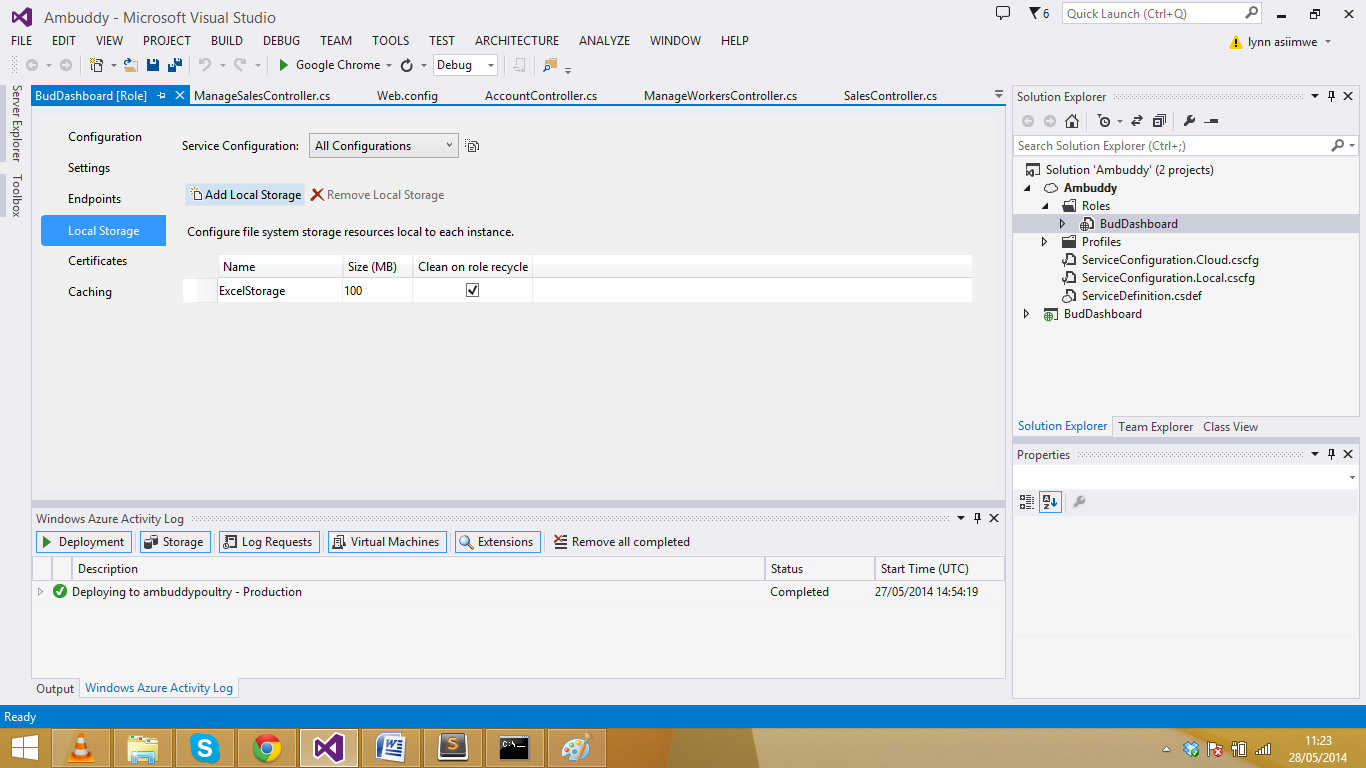 Ambuddy - Microsoft Visual Studio
6
Quick Launch (Ctrl+Q)
FILE EDIT VIEW PROJECT BUILD DEBUG TEAM TOOLS TEST ARCHITECTURE ANALYZE WINDOW HELP
lynn asiimwe
Google Chrome
Debug
Server Explorer
Toolbox
BudDashboard [Role] ManageSalesController.cs Web.config AccountController.cs ManageWorkersController.cs SalesController.cs
Configuration
Settings
Endpoints
Local Storage
Certificates
Caching
Service Configuration: All Configurations
Add Local Storage Remove Local Storage
Configure file system storage resources local to each instance.
Name Size (MB) Clean on role recycle
ExcelStorage 100
Solution Explorer
Search Solution Explorer (Ctrl+;)
Solution 'Ambuddy' (2 projects)
Ambuddy
Roles
BudDashboard
Profiles
ServiceConfiguration.Cloud.cscfg
ServiceConfiguration.Local.cscfg
ServiceDefinition.csdef
BudDashboard
Solution Explorer Team Explorer Class View
Properties
Windows Azure Activity Log
Deployment Storage Log Requests Virtual Machines Extensions Remove all completed
Description Status Start Time (UTC)
Deploying to ambuddypoultry - Production Completed 27/05/2014 14:54:19
Output Windows Azure Activity Log
Ready
11:23
28/05/2014